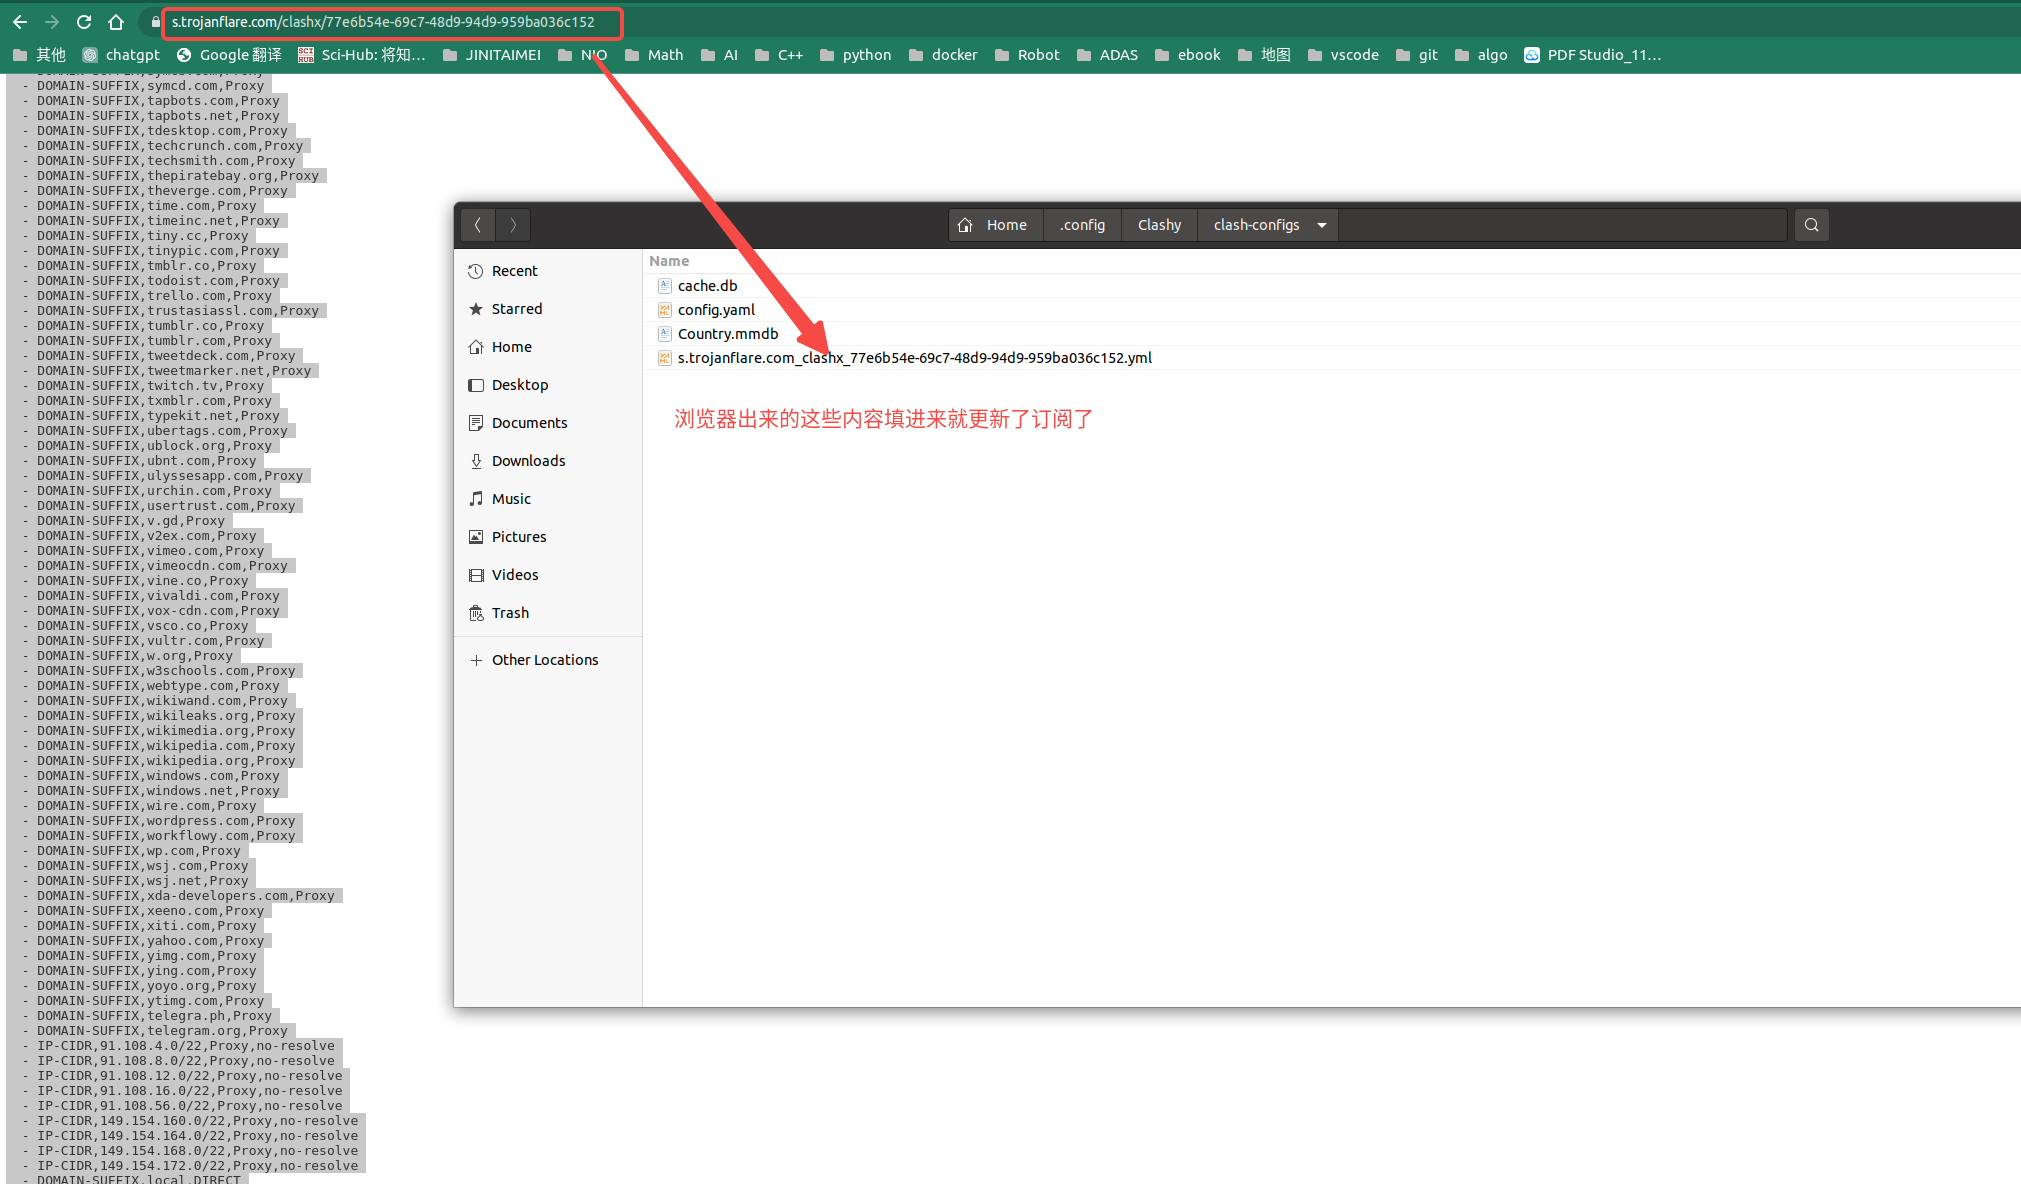 s.trojanflare.com/clashx/77e6b54e-69c7-48d9-94d9-959ba036c152
其他 chatgpt Google 翻译 Sci-Hub: 将知... JINITAIMEI NIO Math AI C++ python docker Robot ADAS ebook 地图 vscode git algo PDF Studio_11...
- DOMAIN-SUFFIX,symcb.com,Proxy
- DOMAIN-SUFFIX,symcd.com,Proxy
- DOMAIN-SUFFIX,tapbots.com,Proxy
- DOMAIN-SUFFIX,tapbots.net,Proxy
- DOMAIN-SUFFIX,tdesktop.com,Proxy
- DOMAIN-SUFFIX,techcrunch.com,Proxy
- DOMAIN-SUFFIX,techsmith.com,Proxy
- DOMAIN-SUFFIX,thepiratebay.org,Proxy
- DOMAIN-SUFFIX,theverge.com,Proxy
- DOMAIN-SUFFIX,time.com,Proxy
- DOMAIN-SUFFIX,timeinc.net,Proxy
- DOMAIN-SUFFIX,tiny.cc,Proxy
- DOMAIN-SUFFIX,tinypic.com,Proxy
- DOMAIN-SUFFIX,tmblr.co,Proxy
- DOMAIN-SUFFIX,todoist.com,Proxy
- DOMAIN-SUFFIX,trello.com,Proxy
- DOMAIN-SUFFIX,trustasiassl.com,Proxy
- DOMAIN-SUFFIX,tumblr.co,Proxy
- DOMAIN-SUFFIX,tumblr.com,Proxy
- DOMAIN-SUFFIX,tweetdeck.com,Proxy
- DOMAIN-SUFFIX,tweetmarker.net,Proxy
- DOMAIN-SUFFIX,twitch.tv,Proxy
- DOMAIN-SUFFIX,txmblr.com,Proxy
- DOMAIN-SUFFIX,typekit.net,Proxy
- DOMAIN-SUFFIX,ubertags.com,Proxy
- DOMAIN-SUFFIX,ublock.org,Proxy
- DOMAIN-SUFFIX,ubnt.com,Proxy
- DOMAIN-SUFFIX,ulyssesapp.com,Proxy
- DOMAIN-SUFFIX,urchin.com,Proxy
- DOMAIN-SUFFIX,usertrust.com,Proxy
- DOMAIN-SUFFIX,v.gd,Proxy
- DOMAIN-SUFFIX,v2ex.com,Proxy
- DOMAIN-SUFFIX,vimeo.com,Proxy
- DOMAIN-SUFFIX,vimeocdn.com,Proxy
- DOMAIN-SUFFIX,vine.co,Proxy
- DOMAIN-SUFFIX,vivaldi.com,Proxy
- DOMAIN-SUFFIX,vox-cdn.com,Proxy
- DOMAIN-SUFFIX,vsco.co,Proxy
- DOMAIN-SUFFIX,vultr.com,Proxy
- DOMAIN-SUFFIX,w.org,Proxy
- DOMAIN-SUFFIX,w3schools.com,Proxy
- DOMAIN-SUFFIX,webtype.com,Proxy
- DOMAIN-SUFFIX,wikiwand.com,Proxy
- DOMAIN-SUFFIX,wikileaks.org,Proxy
- DOMAIN-SUFFIX,wikimedia.org,Proxy
- DOMAIN-SUFFIX,wikipedia.com,Proxy
- DOMAIN-SUFFIX,wikipedia.org,Proxy
- DOMAIN-SUFFIX,windows.com,Proxy
- DOMAIN-SUFFIX,windows.net,Proxy
- DOMAIN-SUFFIX,wire.com,Proxy
- DOMAIN-SUFFIX,wordpress.com,Proxy
- DOMAIN-SUFFIX,workflowy.com,Proxy
- DOMAIN-SUFFIX,wp.com,Proxy
- DOMAIN-SUFFIX,wsj.com,Proxy
- DOMAIN-SUFFIX,wsj.net,Proxy
- DOMAIN-SUFFIX,xda-developers.com,Proxy
- DOMAIN-SUFFIX,xeeno.com,Proxy
- DOMAIN-SUFFIX,xiti.com,Proxy
- DOMAIN-SUFFIX,yahoo.com,Proxy
- DOMAIN-SUFFIX,yimg.com,Proxy
- DOMAIN-SUFFIX,ying.com,Proxy
- DOMAIN-SUFFIX,yoyo.org,Proxy
- DOMAIN-SUFFIX,ytimg.com,Proxy
- DOMAIN-SUFFIX,telegra.ph,Proxy
- DOMAIN-SUFFIX,telegram.org,Proxy
- IP-CIDR,91.108.4.0/22,Proxy,no-resolve
- IP-CIDR,91.108.8.0/22,Proxy,no-resolve
- IP-CIDR,91.108.12.0/22,Proxy,no-resolve
- IP-CIDR,91.108.16.0/22,Proxy,no-resolve
- IP-CIDR,91.108.56.0/22,Proxy,no-resolve
- IP-CIDR,149.154.160.0/22,Proxy,no-resolve
- IP-CIDR,149.154.164.0/22,Proxy,no-resolve
- IP-CIDR,149.154.168.0/22,Proxy,no-resolve
- IP-CIDR,149.154.172.0/22,Proxy,no-resolve
- DOMAIN-SUFFIX,local,DIRECT
Home .config Clashy clash-configs
Recent
Starred
Home
Desktop
Documents
Downloads
Music
Pictures
Videos
Trash
Other Locations
Name
cache.db
config.yaml
Country.mmdb
s.trojanflare.com_clashx_77e6b54e-69c7-48d9-94d9-959ba036c152.yml
浏览器出来的这些内容填进来就更新了订阅了